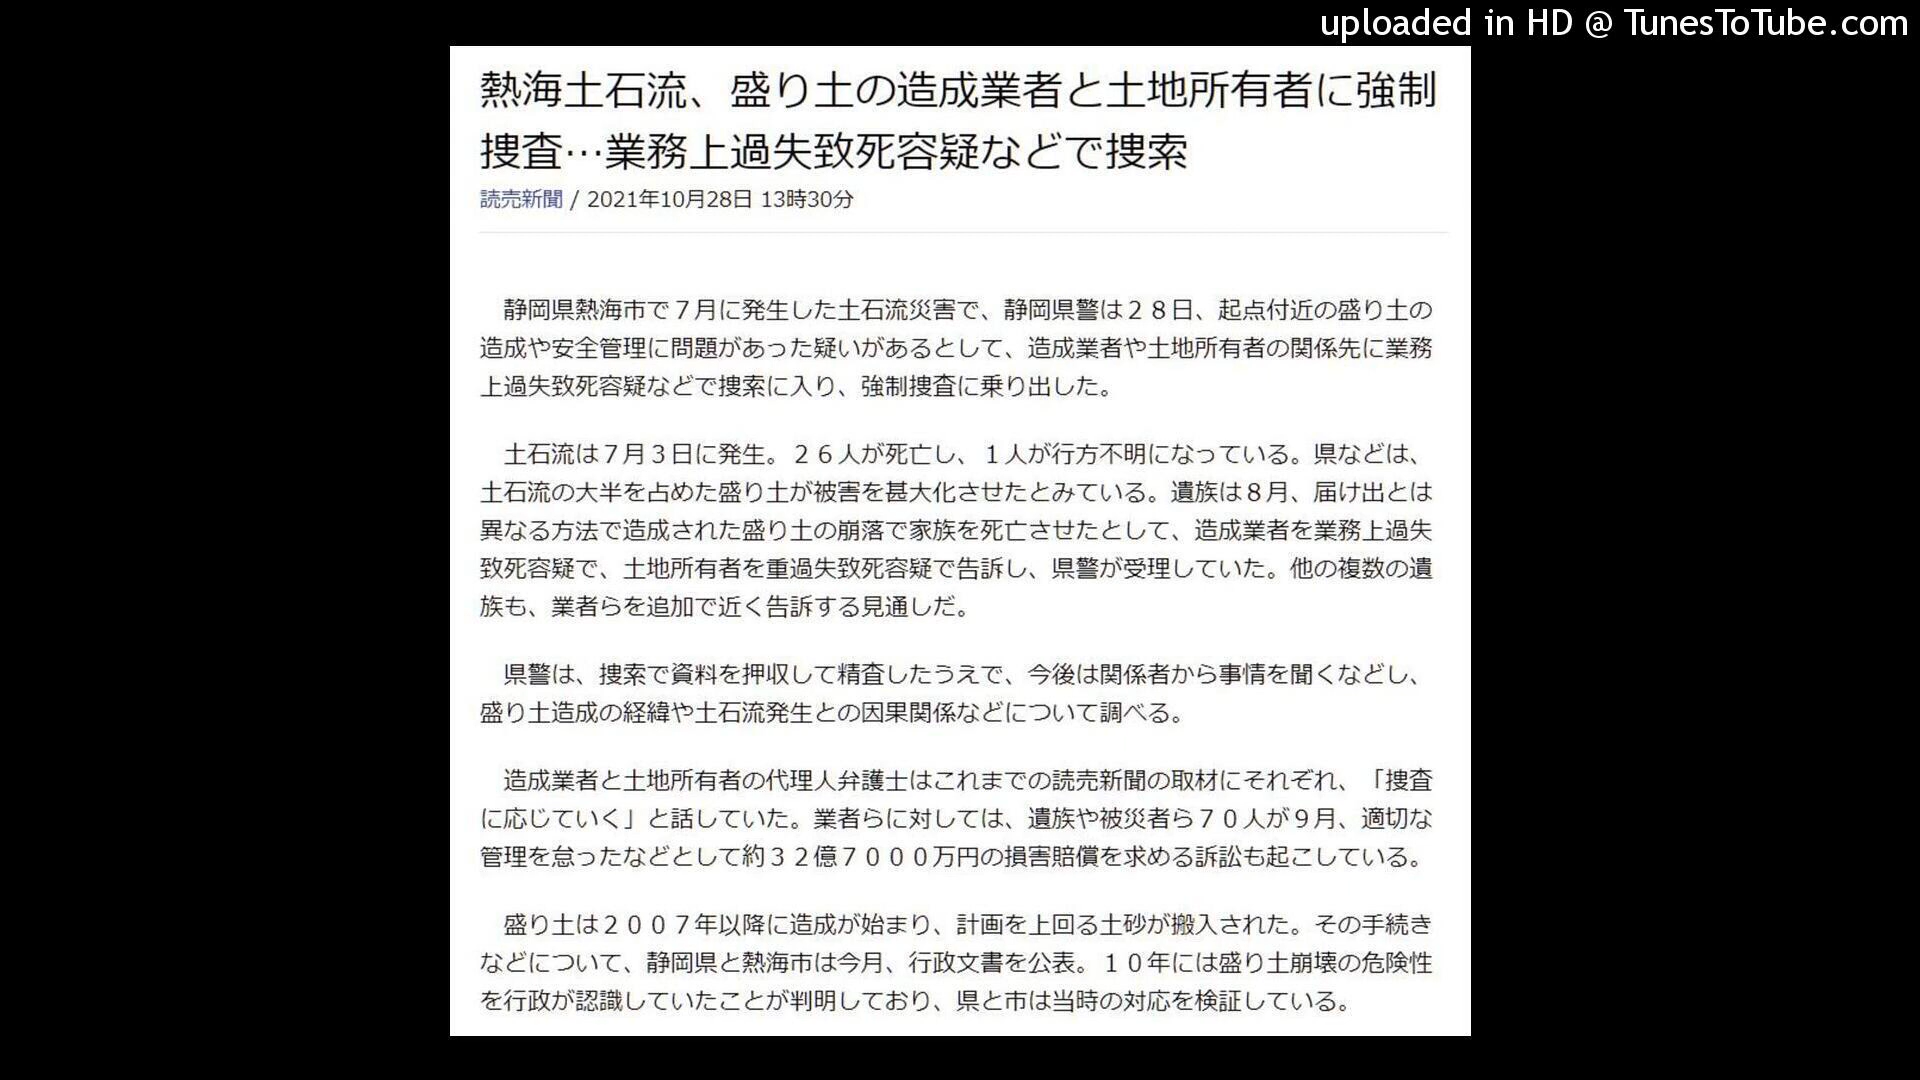 uploaded in HD @ TunesToTube.com
熱海土石流、盛り土の造成業者と土地所有者に強制
捜査…業務上過失致死容疑などで捜索
読売新聞 / 2021年10月28日 13時30分
　静岡県熱海市で７月に発生した土石流災害で、静岡県警は２８日、起点付近の盛り土の
造成や安全管理に問題があった疑いがあるとして、造成業者や土地所有者の関係先に業務
上過失致死容疑などで捜索に入り、強制捜査に乗り出した。
　土石流は７月３日に発生。２６人が死亡し、１人が行方不明になっている。県などは、
土石流の大半を占めた盛り土が被害を甚大化させたとみている。遺族は８月、届け出とは
異なる方法で造成された盛り土の崩落で家族を死亡させたとして、造成業者を業務上過失
致死容疑で、土地所有者を重過失致死容疑で告訴し、県警が受理していた。他の複数の遺
族も、業者らを追加で近く告訴する見通しだ。
　県警は、捜索で資料を押収して精査したうえで、今後は関係者から事情を聞くなどし、
盛り土造成の経緯や土石流発生との因果関係などについて調べる。
　造成業者と土地所有者の代理人弁護士はこれまでの読売新聞の取材にそれぞれ、「捜査
に応じていく」と話していた。業者らに対しては、遺族や被災者ら７０人が９月、適切な
管理を怠ったなどとして約３２億７０００万円の損害賠償を求める訴訟も起こしている。
　盛り土は２００７年以降に造成が始まり、計画を上回る土砂が搬入された。その手続き
などについて、静岡県と熱海市は今月、行政文書を公表。１０年には盛り土崩壊の危険性
を行政が認識していたことが判明しており、県と市は当時の対応を検証している。